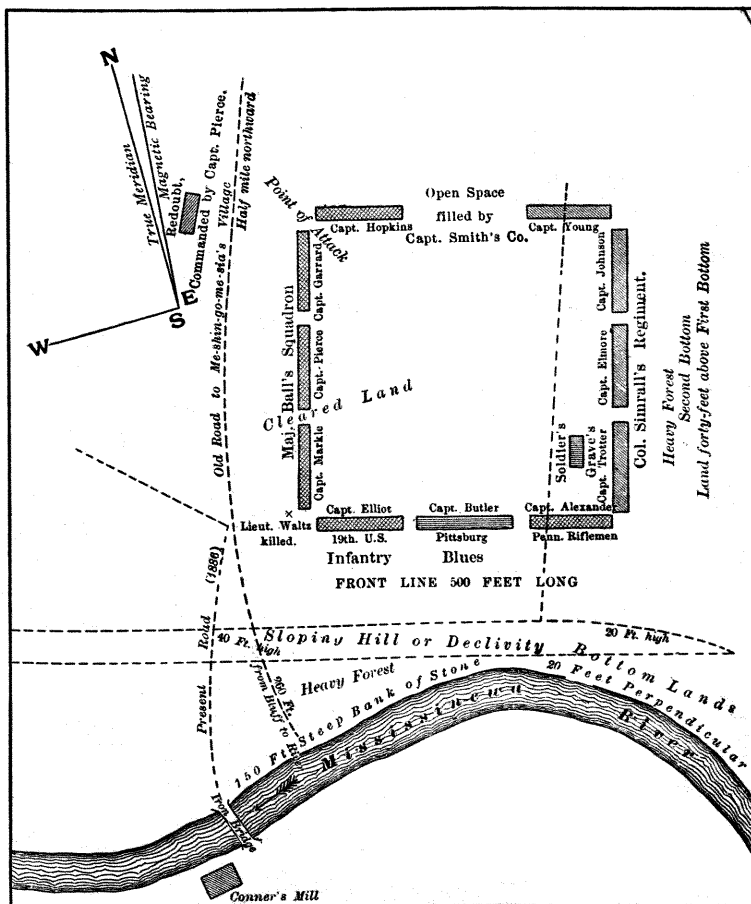 N
True Meridian
Magnetic Bearing
Redoubt,
Commanded by Capt. Pierce.
E
S
W
Old Road to Me-shin-go-me-sia's Village
Half mile northward
Point of Attack
Capt. Hopkins
Open Space
filled by
Capt. Smith's Co.
Capt. Young
Maj. Ball's Squadron
Capt. Garrard
Capt. Pierce
Capt. Markle
Cleared Land
Capt. Johnson
Capt. Elmore
Capt. Trotter
Col. Simrall's Regiment.
Heavy Forest
Second Bottom
Land forty-feet above First Bottom
Soldier's
Grave's
×
Lieut. Waltz
killed.
Capt. Elliot
19th. U.S.
Infantry
Capt. Butler
Pittsburg
Blues
Capt. Alexander
Penn. Riflemen
FRONT LINE 500 FEET LONG
Present Road (1886)
40 Ft. high
Slopiny Hill or Declivity
20 Ft. high
Bottom Lands
Heavy Forest
260 Ft.
from Bluff to River
150 Ft. Steep Bank of Stone
20 Feet Perpendicular
Mississinewa River
Iron Bridge
Conner's Mill